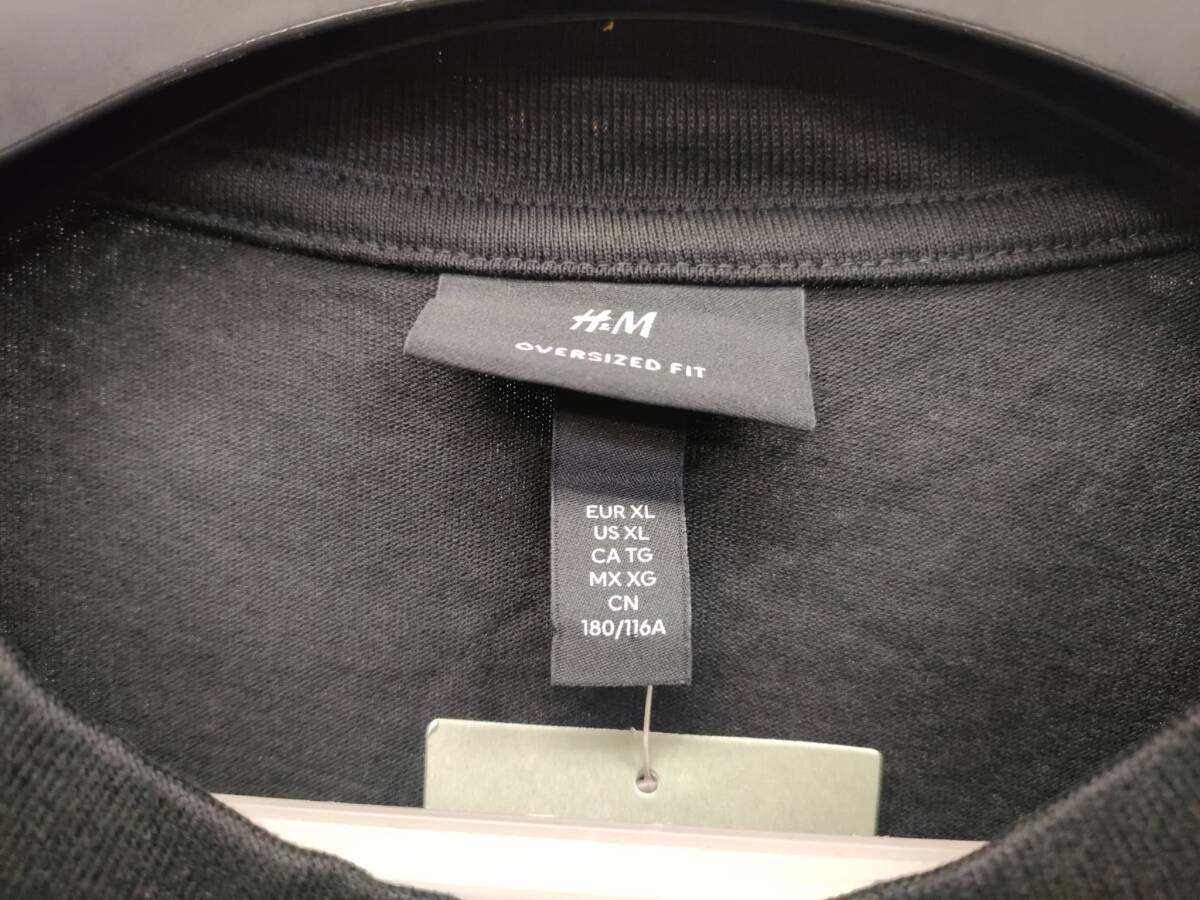 H&M
OVERSIZED FIT
EUR XL
US XL
CA TG
MX XG
CN
180/116A